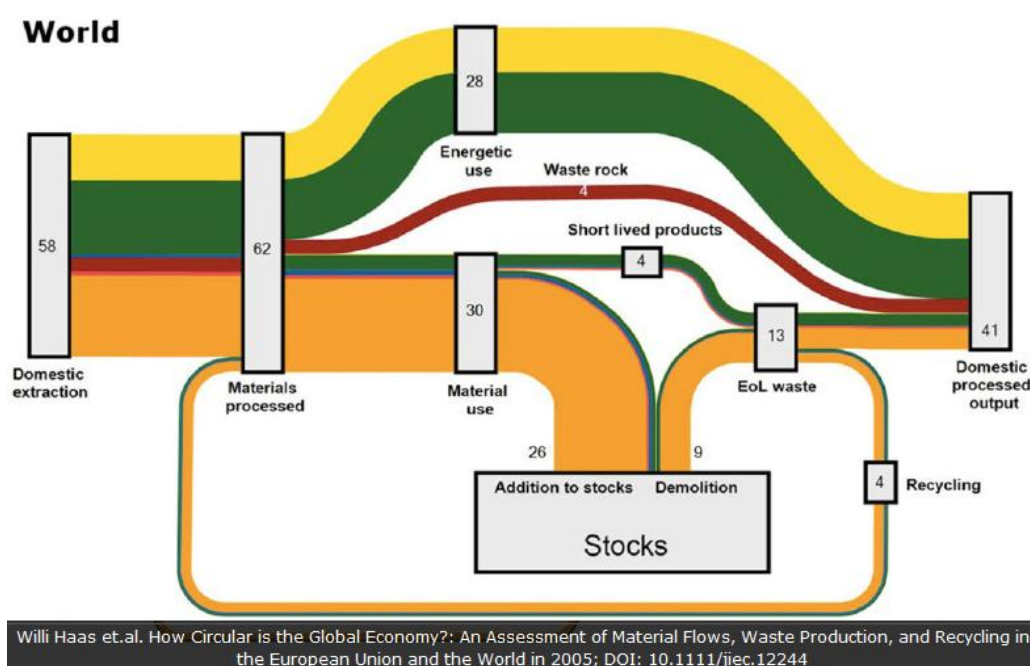 World
28
Energetic
use
Waste rock
4
Short lived products
4
58
62
30
13
41
Domestic
extraction
Materials
processed
Material
use
EoL waste
Domestic
processed
output
26
9
Addition to stocks
Demolition
4
Recycling
Stocks
Willi Haas et.al. How Circular is the Global Economy?: An Assessment of Material Flows, Waste Production, and Recycling in
the European Union and the World in 2005; DOI: 10.1111/jiec.12244